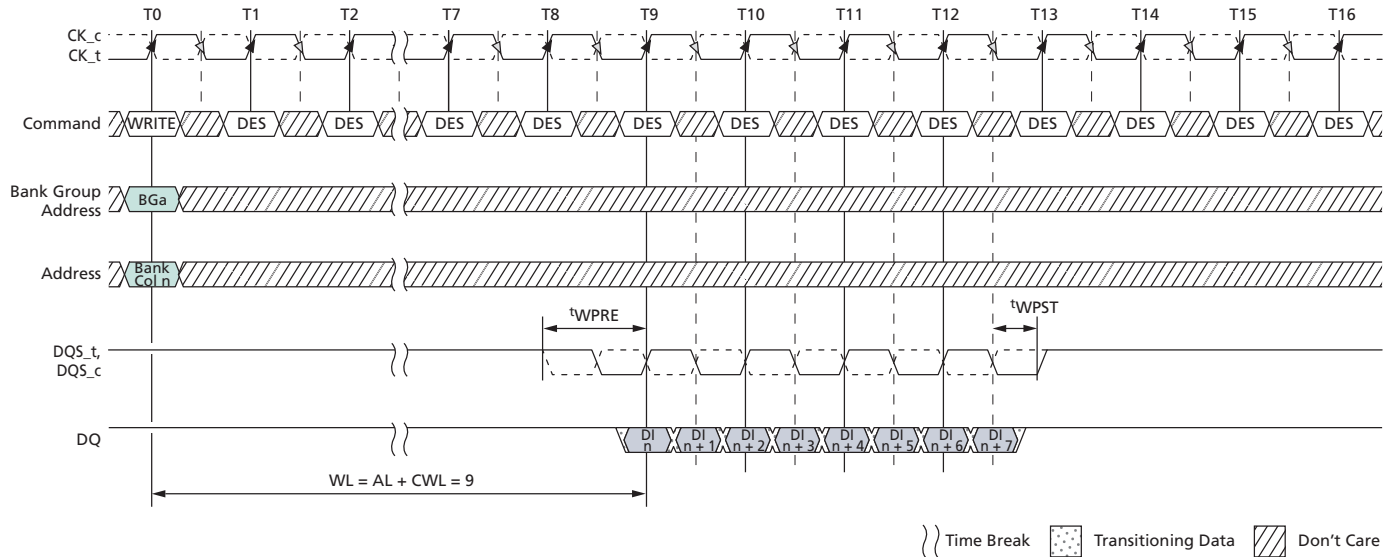 T0 T1 T2 T7 T8 T9 T10 T11 T12 T13 T14 T15 T16
CK_c
CK_t
Command WRITE DES DES DES DES DES DES DES DES DES DES DES DES
Bank Group
Address
BGa
Address
Bank
Col n
tWPRE tWPST
DQS_t,
DQS_c
DQ
DI
n
DI
n + 1
DI
n + 2
DI
n + 3
DI
n + 4
DI
n + 5
DI
n + 6
DI
n + 7
WL = AL + CWL = 9
Time Break Transitioning Data Don't Care